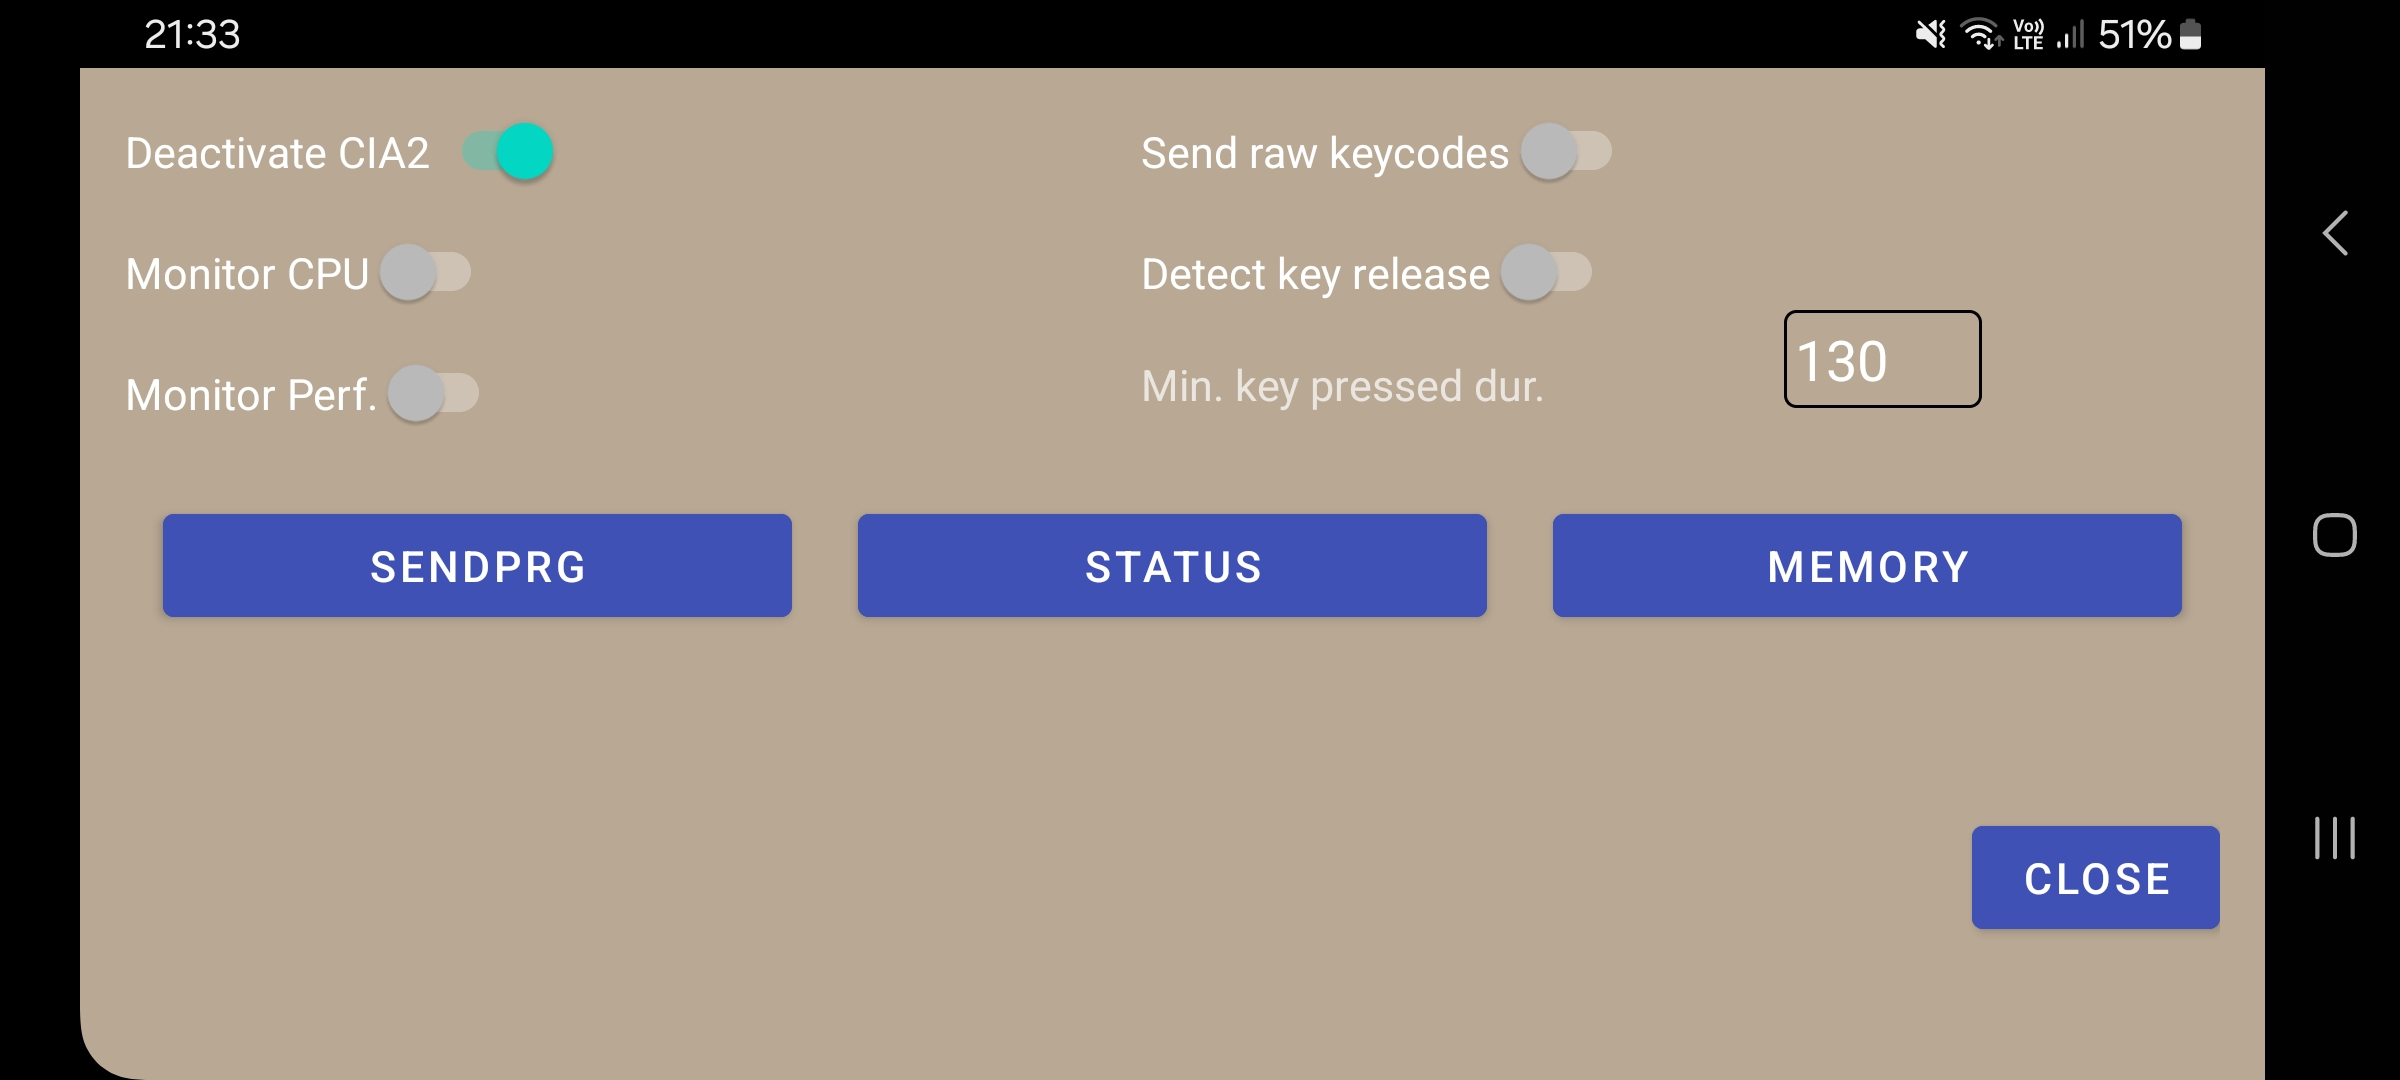 21:33
Vo)) LTE
51%
Deactivate CIA2
Send raw keycodes
Monitor CPU
Detect key release
Monitor Perf.
Min. key pressed dur.
130
SENDPRG
STATUS
MEMORY
CLOSE